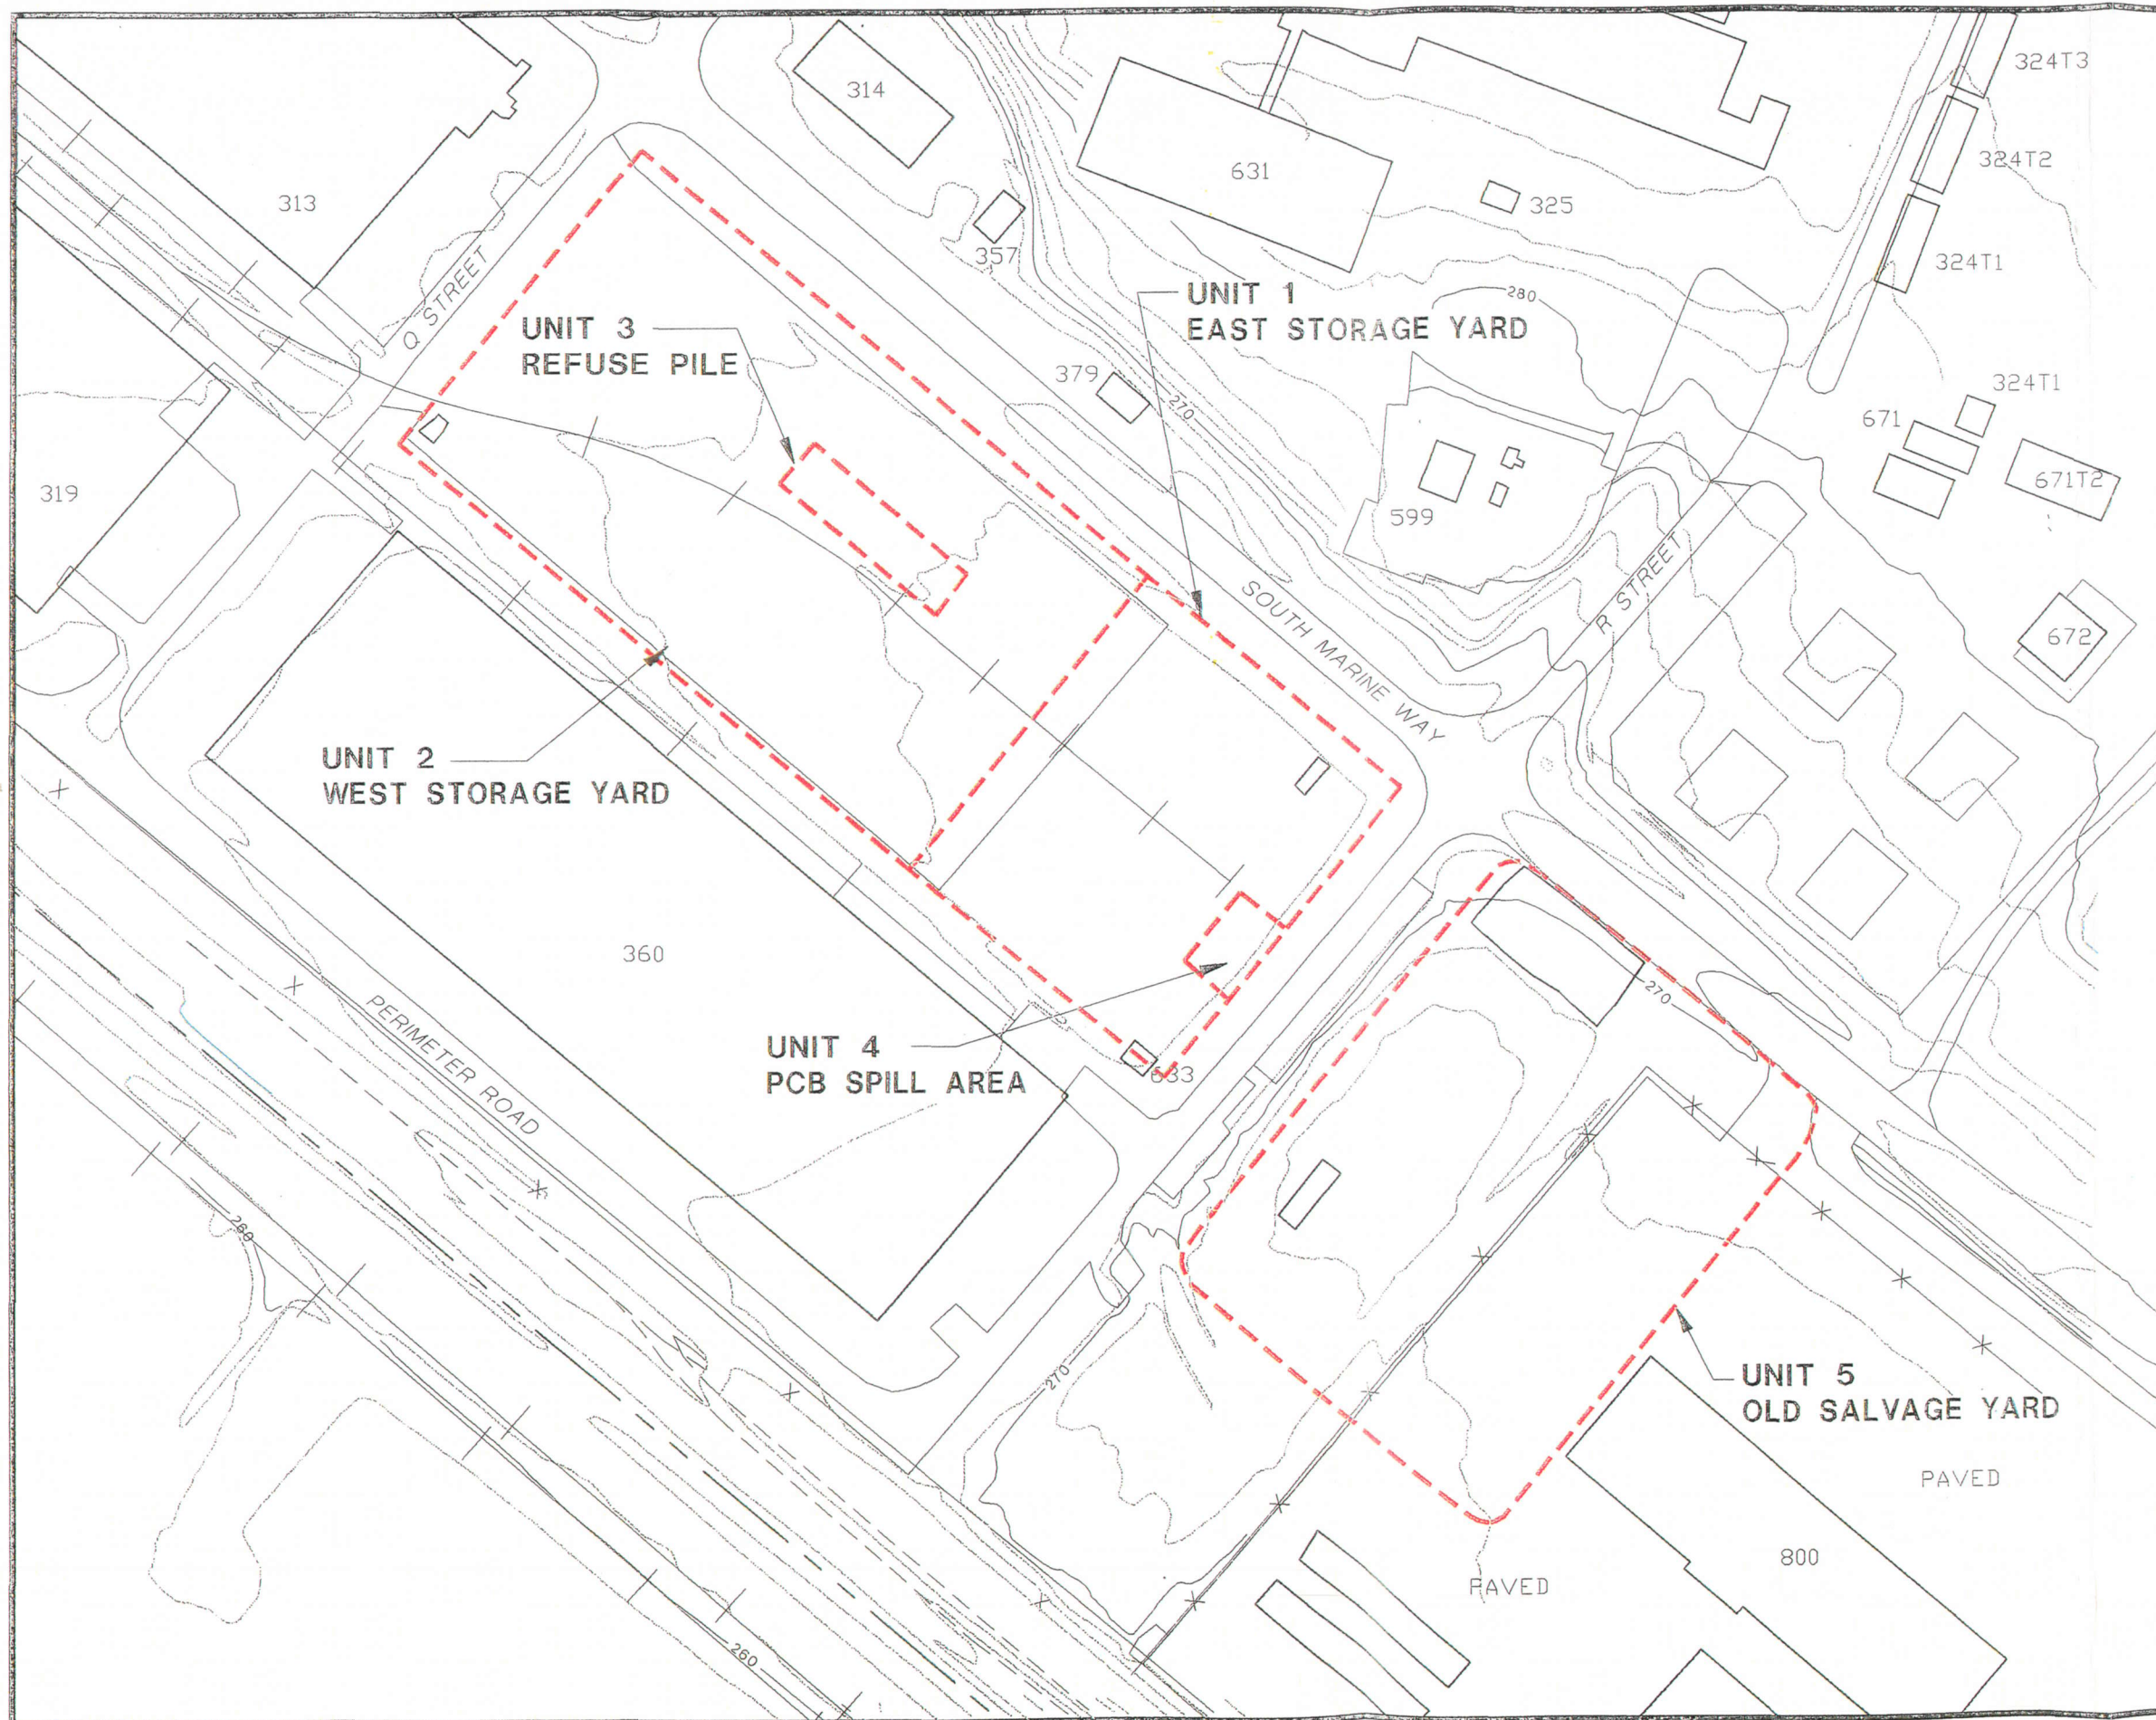 324T3
314
324T2
631
325
313
357
324T1
Q STREET
UNIT 1
EAST STORAGE YARD
280
UNIT 3
REFUSE PILE
379
270
324T1
671
671T2
319
599
R STREET
SOUTH MARINE WAY
672
UNIT 2
WEST STORAGE YARD
360
270
PERIMETER ROAD
UNIT 4
PCB SPILL AREA
633
260
270
UNIT 5
OLD SALVAGE YARD
PAVED
PAVED
800
260